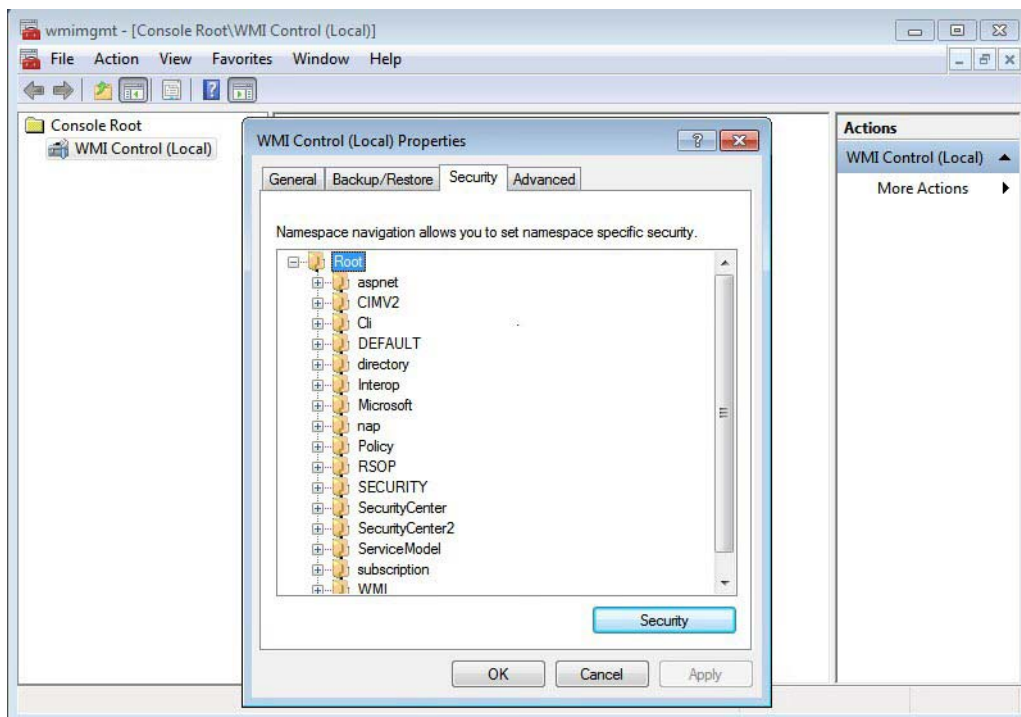 wmimgmt - [Console Root\WMI Control (Local)]
File Action View Favorites Window Help
Console Root
WMI Control (Local)
WMI Control (Local) Properties
General Backup/Restore Security Advanced
Namespace navigation allows you to set namespace specific security.
Root
aspnet
CIMV2
Cli
DEFAULT
directory
Interop
Microsoft
nap
Policy
RSOP
SECURITY
SecurityCenter
SecurityCenter2
ServiceModel
subscription
WMI
Security
OK Cancel Apply
Actions
WMI Control (Local)
More Actions